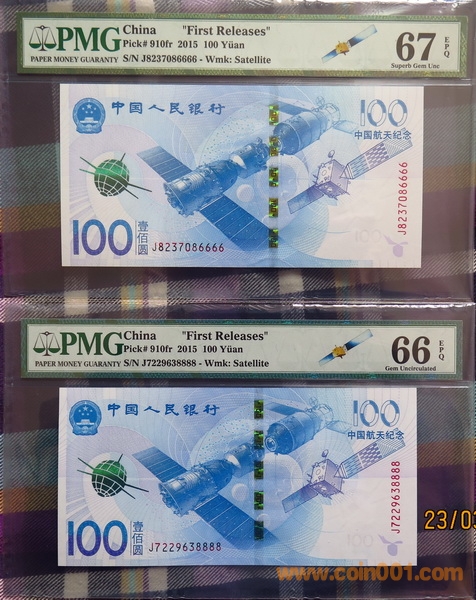 PMG
PAPER MONEY GUARANTY
China "First Releases"
Pick# 910fr 2015 100 Yüan
S/N J8237086666 - Wmk: Satellite
67 EPQ
Superb Gem Unc
中国人民银行
100
中国航天纪念
J8237086666
100 壹佰圆
J8237086666
PMG
PAPER MONEY GUARANTY
China "First Releases"
Pick# 910fr 2015 100 Yüan
S/N J7229638888 - Wmk: Satellite
66 EPQ
Gem Uncirculated
中国人民银行
100
中国航天纪念
J7229638888
100 壹佰圆
J7229638888
23/03
www.coin001.com